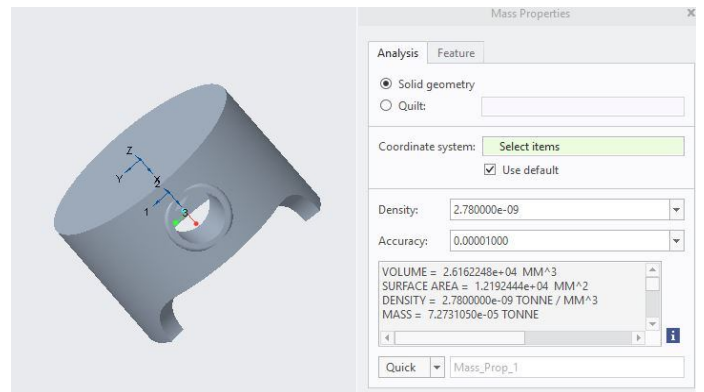 Mass Properties
x
Analysis Feature
Solid geometry
Quilt:
Coordinate system: Select items
Use default
Density: 2.780000e-09
Accuracy: 0.00001000
VOLUME = 2.6162248e+04 MM^3
SURFACE AREA = 1.2192444e+04 MM^2
DENSITY = 2.7800000e-09 TONNE / MM^3
MASS = 7.2731050e-05 TONNE
i
Quick Mass_Prop_1
Z
Y X
2
1 3